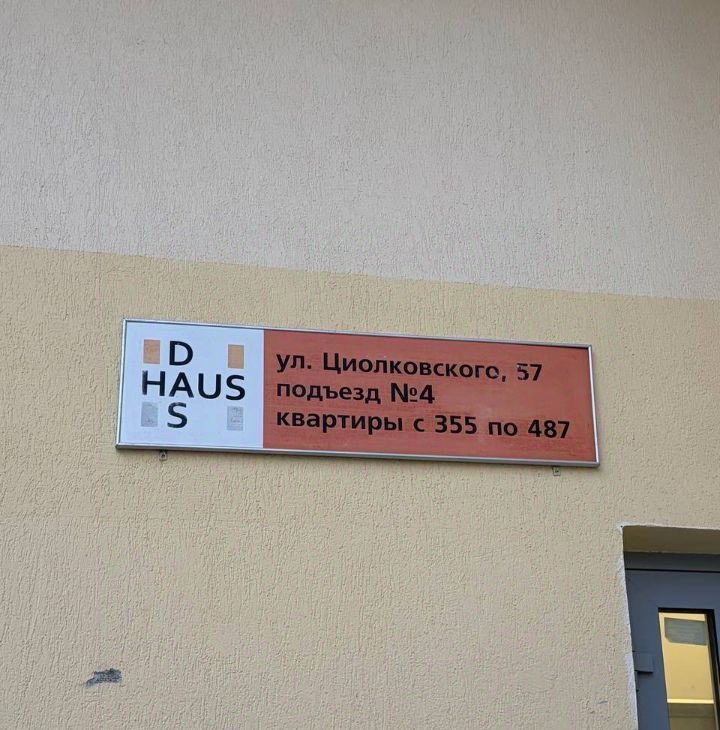 D
HAUS
S
ул. Циолковского, 57
подъезд №4
квартиры с 355 по 487